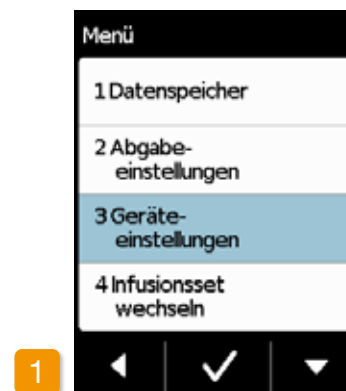 Menü
1 Datenspeicher
2 Abgabe-
einstellungen
3 Geräte-
einstellungen
4 Infusionsset
wechseln
1